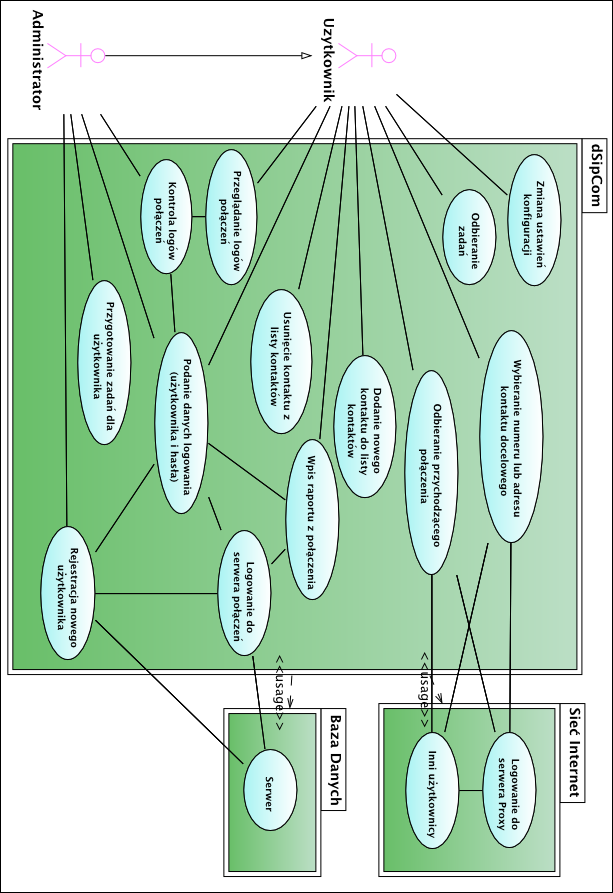 dSipCom
Zmiana ustawień
konfiguracji
Odbieranie
zadań
Użytkownik
Wybieranie numeru lub adresu
kontaktu docelowego
Odbieranie przychodzącego
połączenia
Dodanie nowego
kontaktu do listy
kontaktów
Wpis raportu z połączenia
Usunięcie kontaktu z
listy kontaktów
Przeglądanie logów
połączeń
Kontrola logów
połączeń
Podanie danych logowania
(użytkownika i hasła)
Logowanie do
serwera połączeń
Przygotowanie zadań dla
użytkownika
Rejestracja nowego
użytkownika
Administrator
Sieć Internet
Logowanie do
serwera Proxy
Inni użytkownicy
<<usage>>
Baza Danych
Serwer
<<usage>>